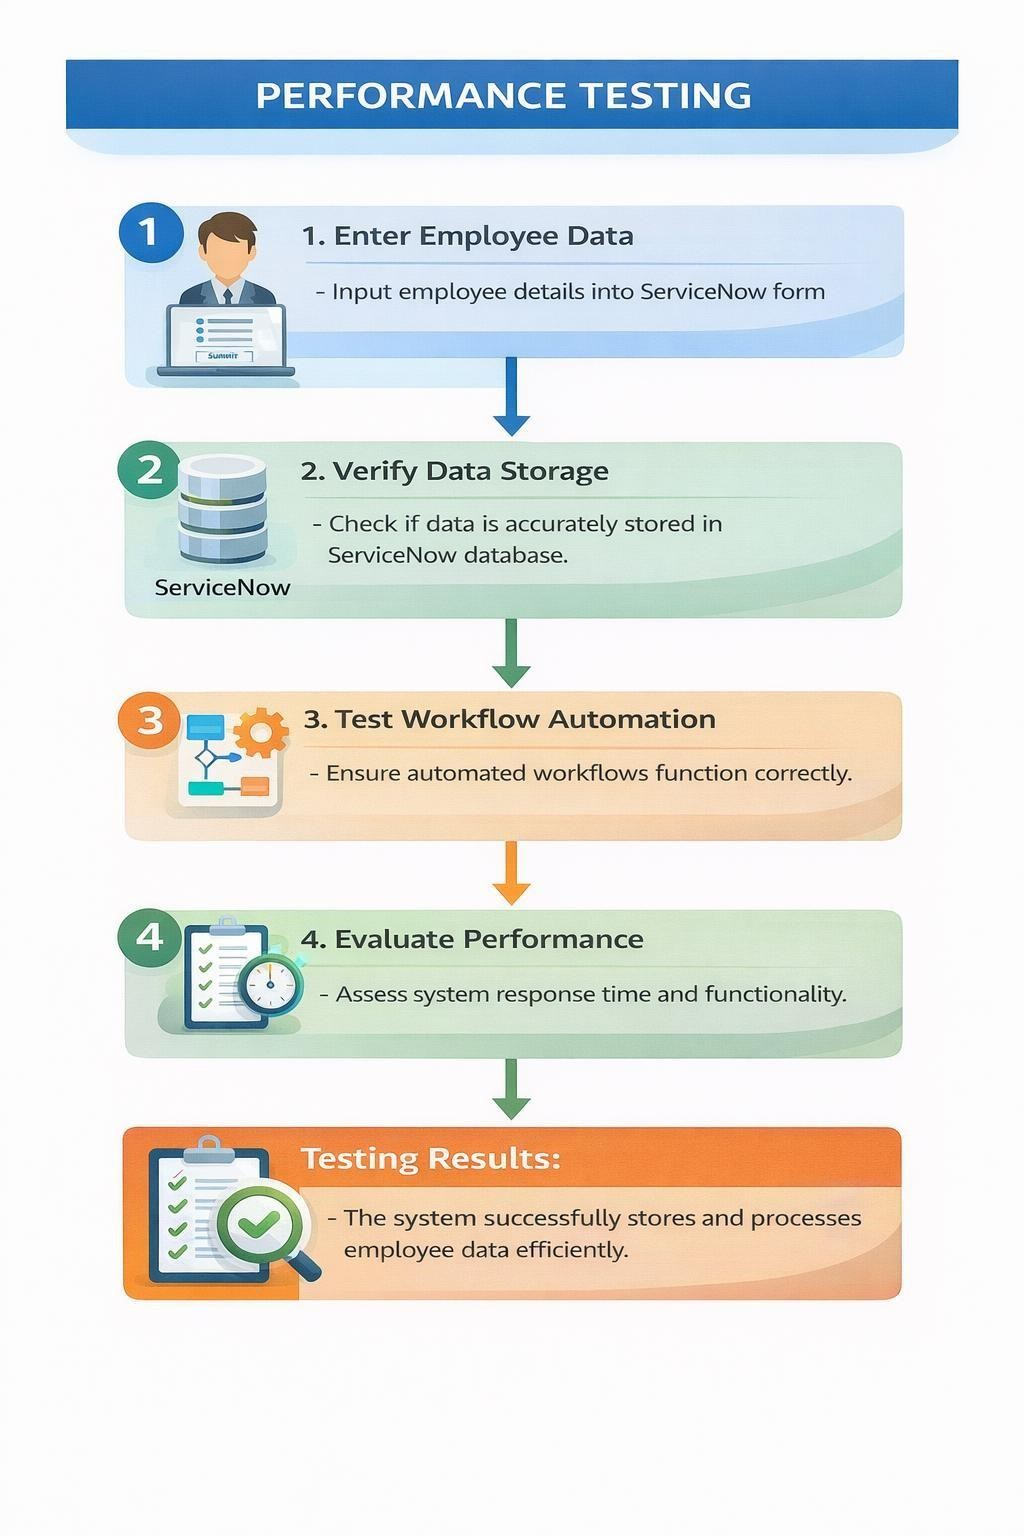 PERFORMANCE TESTING
1
1. Enter Employee Data
- Input employee details into ServiceNow form
Summit
2
2. Verify Data Storage
- Check if data is accurately stored in
ServiceNow database.
ServiceNow
3
3. Test Workflow Automation
- Ensure automated workflows function correctly.
4
4. Evaluate Performance
- Assess system response time and functionality.
Testing Results:
- The system successfully stores and processes
employee data efficiently.